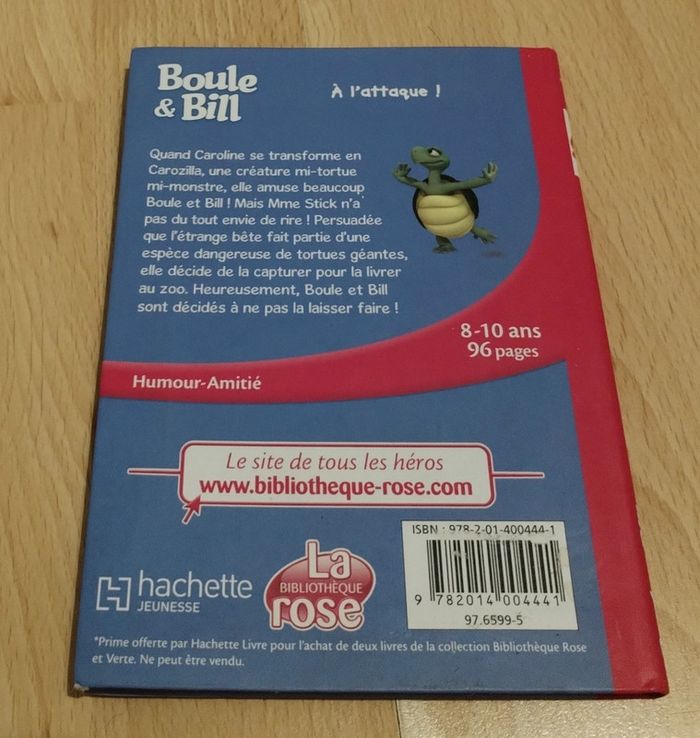 Boule
& Bill
À l'attaque !
Quand Caroline se transforme en
Carozilla, une créature mi-tortue
mi-monstre, elle amuse beaucoup
Boule et Bill ! Mais Mme Stick n'a
pas du tout envie de rire ! Persuadée
que l'étrange bête fait partie d'une
espèce dangereuse de tortues géantes,
elle décide de la capturer pour la livrer
au zoo. Heureusement, Boule et Bill
sont décidés à ne pas la laisser faire !
8-10 ans
96 pages
Humour-Amitié
Le site de tous les héros
www.bibliotheque-rose.com
ISBN : 978-2-01-400444-1
9 782014 004441
97.6599-5
hachette
JEUNESSE
La
BIBLIOTHÈQUE
rose
*Prime offerte par Hachette Livre pour l'achat de deux livres de la collection Bibliothèque Rose
et Verte. Ne peut être vendu.